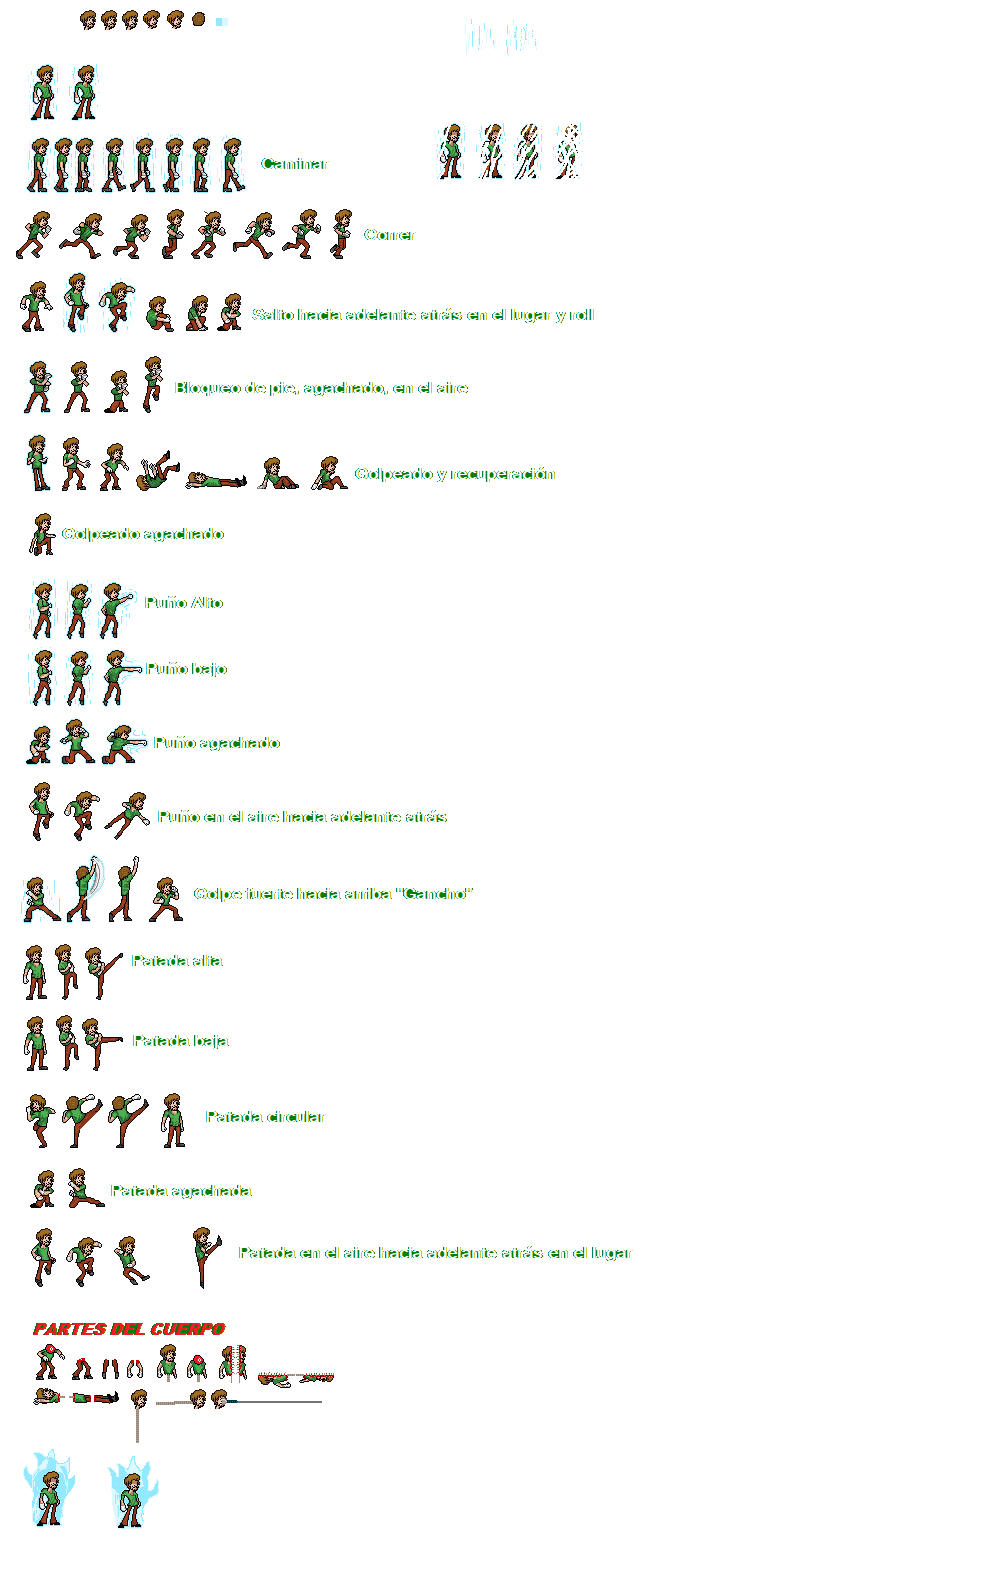 Caminar
Correr
Salto hacia adelante atrás en el lugar y roll
Bloqueo de pie, agachado, en el aire
Golpeado y recuperación
Golpeado agachado
Puño Alto
Puño bajo
Puño agachado
Puño en el aire hacia adelante atrás
Golpe fuerte hacia arriba "Gancho"
Patada alta
Patada baja
Patada circular
Patada agachada
Patada en el aire hacia adelante atrás en el lugar
PARTES DEL CUERPO